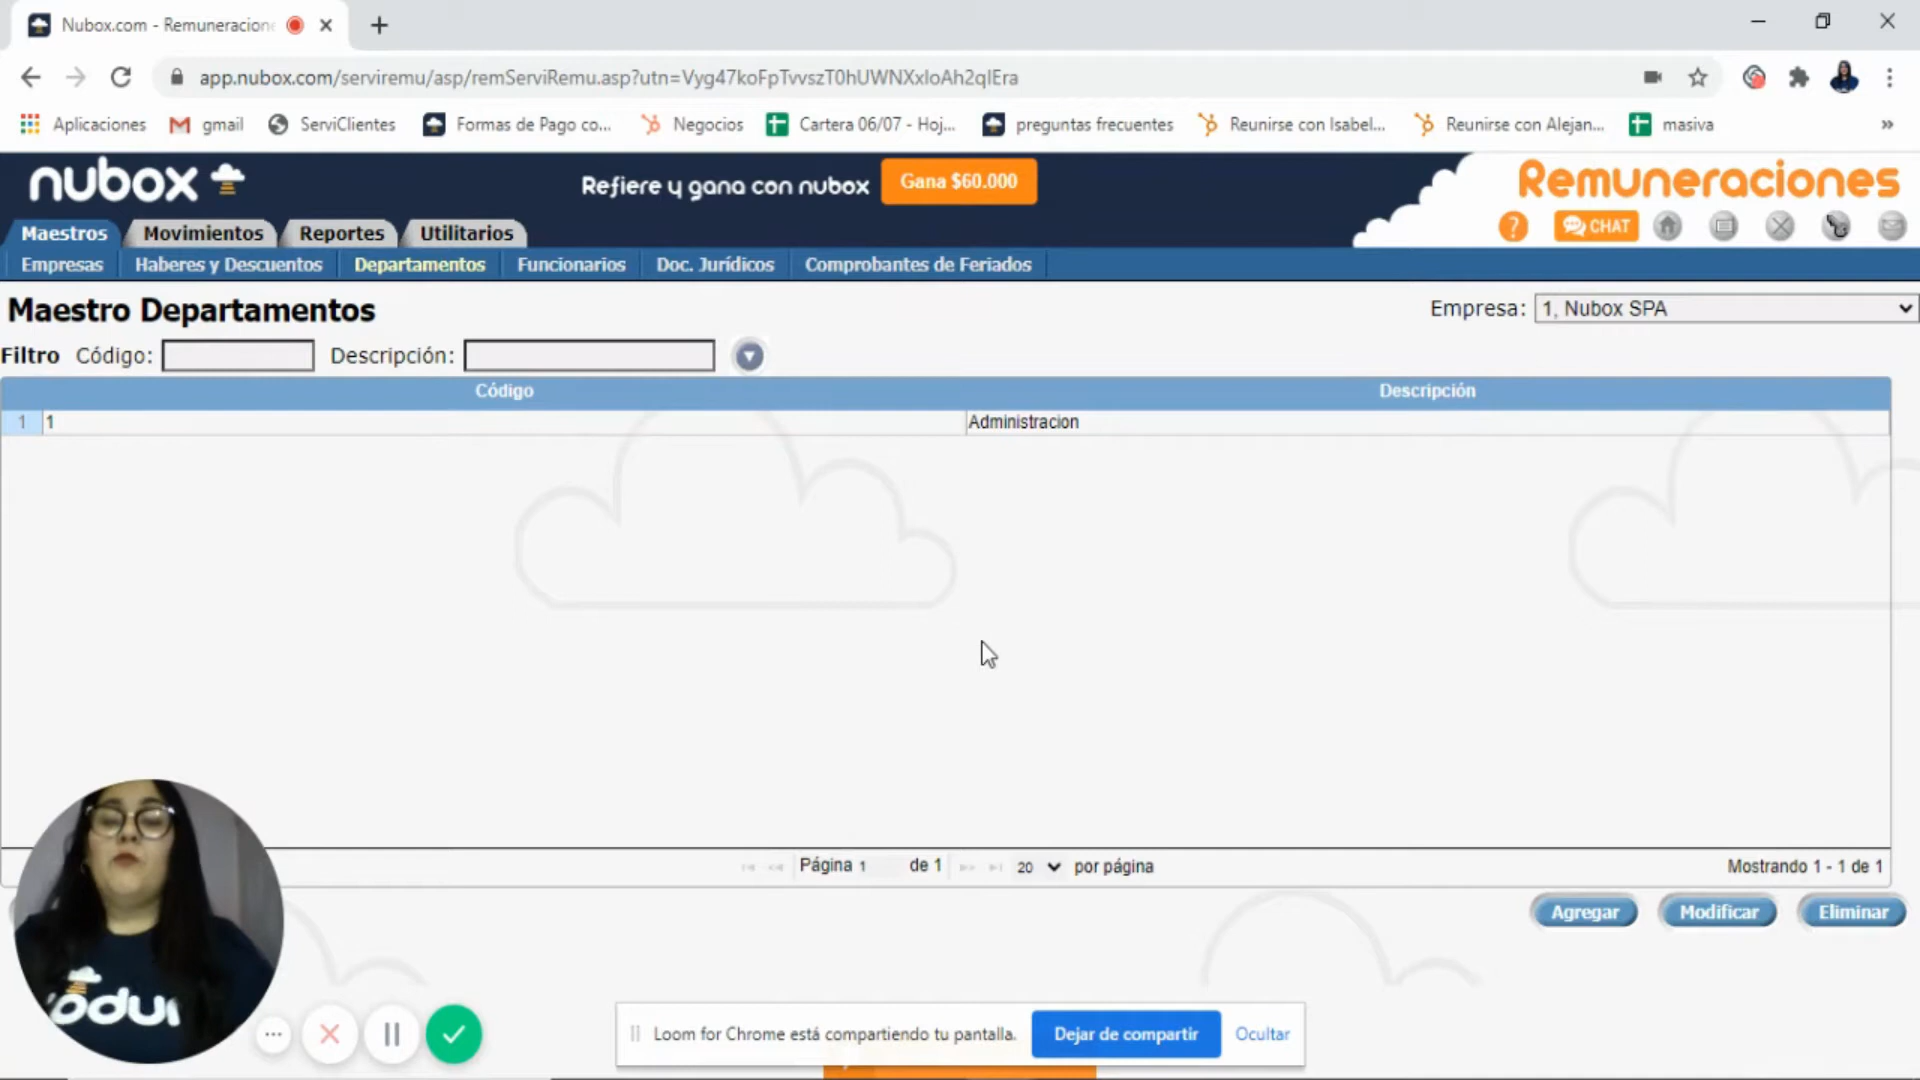 Nubox.com - Remuneracione
app.nubox.com/serviremu/asp/remServiRemu.asp?utn=Vyg47koFpTvvszT0hUWNXxIoAh2qlEra
Aplicaciones gmail ServiClientes Formas de Pago co... Negocios Cartera 06/07 - Hoj... preguntas frecuentes Reunirse con Isabel... Reunirse con Alejan... masiva »
nubox Refiere y gana con nubox Gana $60.000 Remuneraciones
? CHAT
Maestros Movimientos Reportes Utilitarios
Empresas Haberes y Descuentos Departamentos Funcionarios Doc. Jurídicos Comprobantes de Feriados
Maestro Departamentos Empresa: 1, Nubox SPA
Filtro Código: Descripción:
Código Descripción
1 1 Administracion
Página 1 de 1 20 por página Mostrando 1 - 1 de 1
Agregar Modificar Eliminar
Loom for Chrome está compartiendo tu pantalla. Dejar de compartir Ocultar